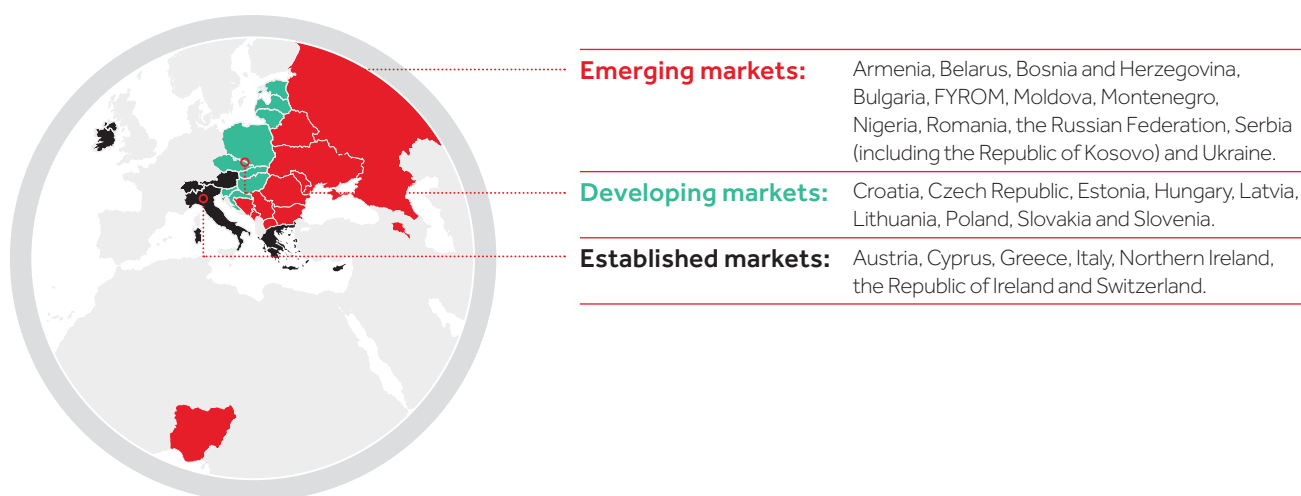 Emerging markets:
Armenia, Belarus, Bosnia and Herzegovina,
Bulgaria, FYROM, Moldova, Montenegro,
Nigeria, Romania, the Russian Federation, Serbia
(including the Republic of Kosovo) and Ukraine.
Developing markets:
Croatia, Czech Republic, Estonia, Hungary, Latvia,
Lithuania, Poland, Slovakia and Slovenia.
Established markets:
Austria, Cyprus, Greece, Italy, Northern Ireland,
the Republic of Ireland and Switzerland.